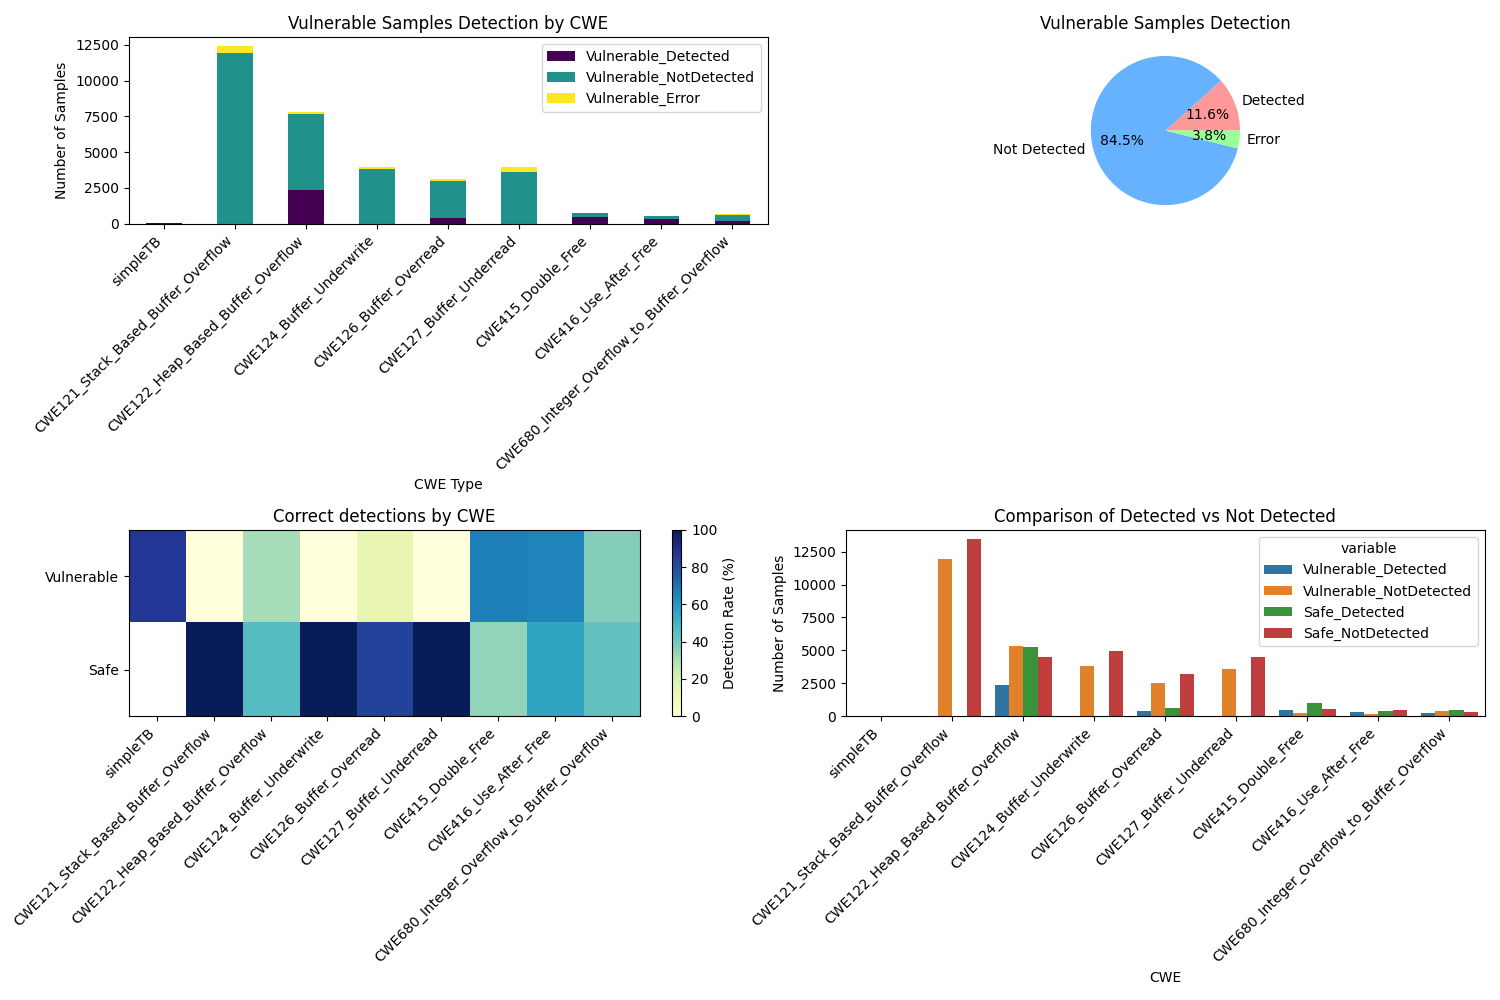 Vulnerable Samples Detection by CWE
Number of Samples
12500
10000
7500
5000
2500
0
Vulnerable_Detected
Vulnerable_NotDetected
Vulnerable_Error
simpleTB
CWE121_Stack_Based_Buffer_Overflow
CWE122_Heap_Based_Buffer_Overflow
CWE124_Buffer_Underwrite
CWE126_Buffer_Overread
CWE127_Buffer_Underread
CWE415_Double_Free
CWE416_Use_After_Free
CWE680_Integer_Overflow_to_Buffer_Overflow
CWE Type
Vulnerable Samples Detection
Detected
11.6%
Not Detected
84.5%
3.8%
Error
Correct detections by CWE
Vulnerable
Safe
simpleTB
CWE121_Stack_Based_Buffer_Overflow
CWE122_Heap_Based_Buffer_Overflow
CWE124_Buffer_Underwrite
CWE126_Buffer_Overread
CWE127_Buffer_Underread
CWE415_Double_Free
CWE416_Use_After_Free
CWE680_Integer_Overflow_to_Buffer_Overflow
100
80
60
40
20
0
Detection Rate (%)
Comparison of Detected vs Not Detected
Number of Samples
12500
10000
7500
5000
2500
0
variable
Vulnerable_Detected
Vulnerable_NotDetected
Safe_Detected
Safe_NotDetected
simpleTB
CWE121_Stack_Based_Buffer_Overflow
CWE122_Heap_Based_Buffer_Overflow
CWE124_Buffer_Underwrite
CWE126_Buffer_Overread
CWE127_Buffer_Underread
CWE415_Double_Free
CWE416_Use_After_Free
CWE680_Integer_Overflow_to_Buffer_Overflow
CWE